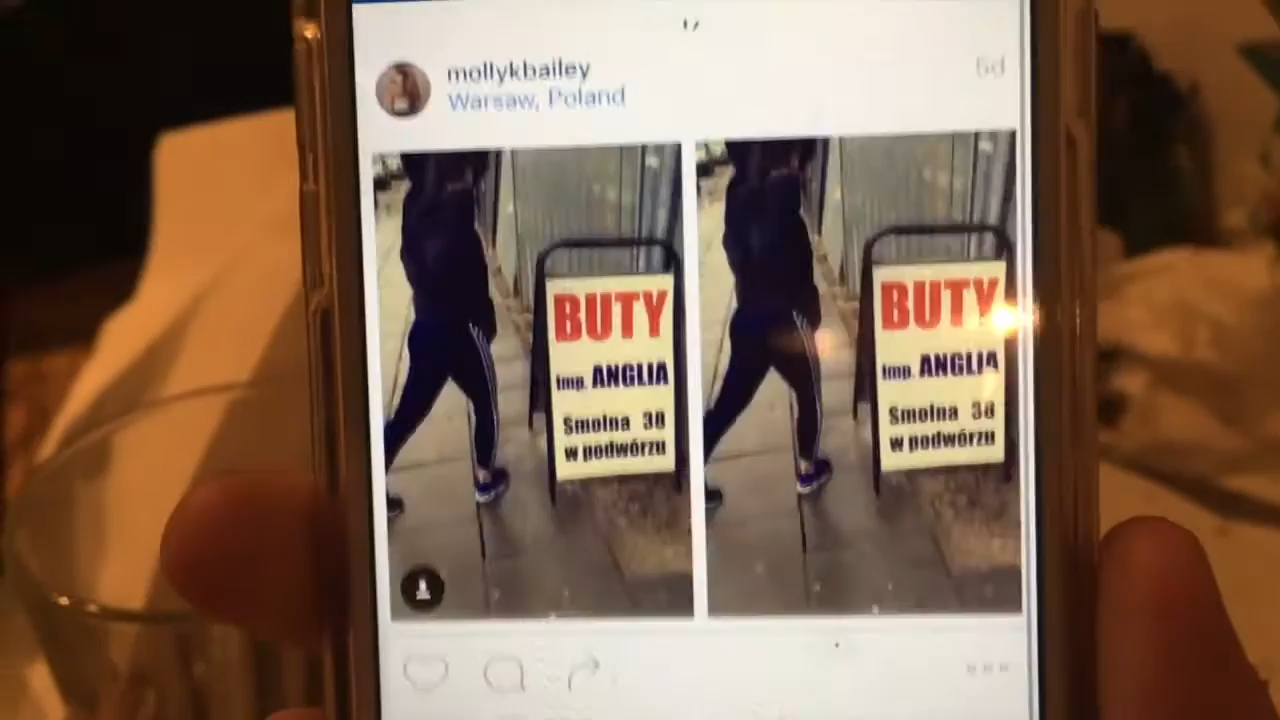 mollykbailey
5d
Warsaw, Poland
BUTY
Imp. ANGLIA
Smolna 38
w podwórzu
BUTY
Imp. ANGLIA
Smolna 38
w podwórzu